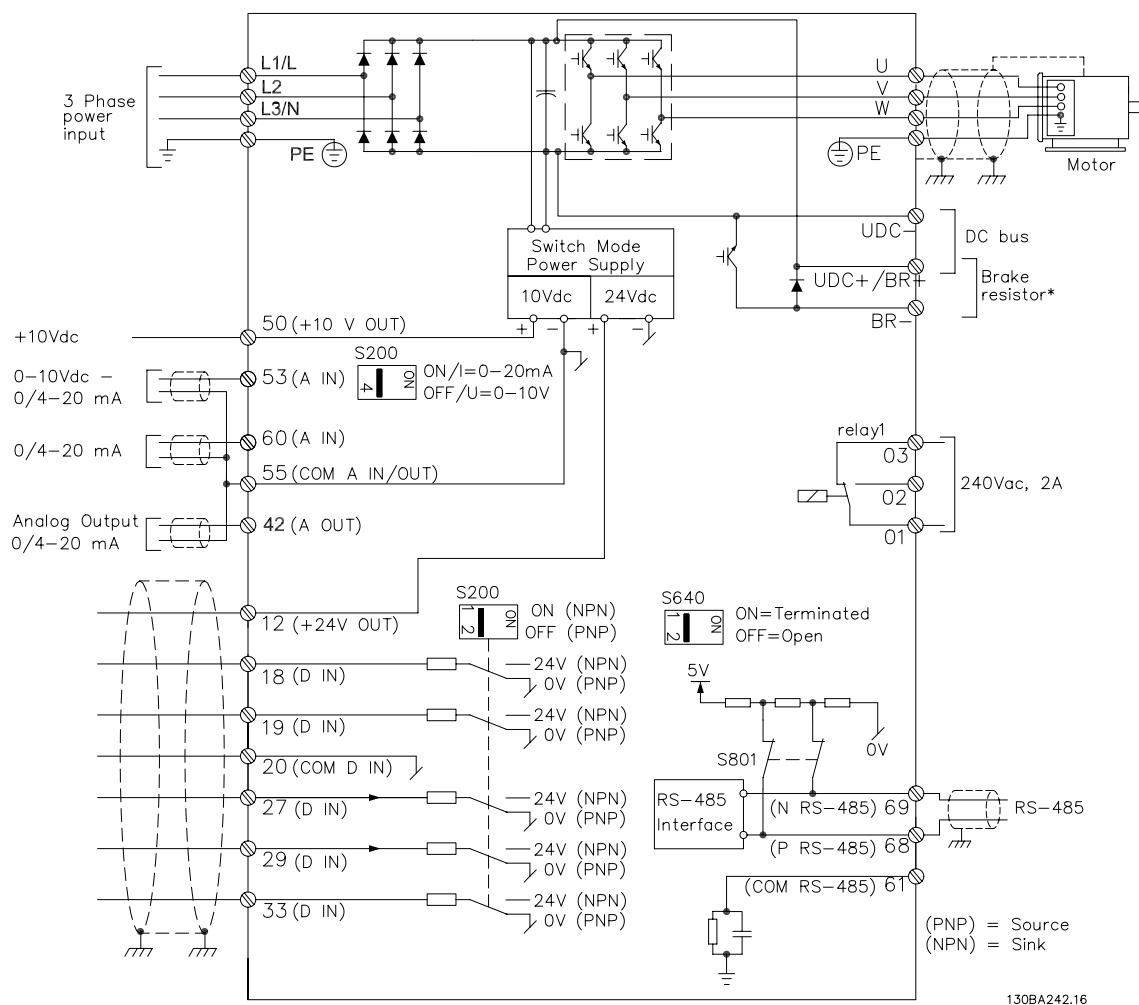 L1/L
L2
L3/N
3 Phase
power
input
PE
U
V
W
PE
Motor
UDC-
DC bus
UDC+/BR+
Brake
resistor*
BR-
Switch Mode
Power Supply
10Vdc
24Vdc
+
-
+
-
+10Vdc
50 (+10 V OUT)
S200
ON
4
ON/I=0-20mA
OFF/U=0-10V
0-10Vdc -
0/4-20 mA
53 (A IN)
0/4-20 mA
60 (A IN)
55 (COM A IN/OUT)
Analog Output
0/4-20 mA
42 (A OUT)
relay1
03
02
01
240Vac, 2A
12 (+24V OUT)
S200
ON
1 2
ON (NPN)
OFF (PNP)
S640
ON
1 2
ON=Terminated
OFF=Open
18 (D IN)
24V (NPN)
0V (PNP)
19 (D IN)
24V (NPN)
0V (PNP)
20 (COM D IN)
27 (D IN)
24V (NPN)
0V (PNP)
29 (D IN)
24V (NPN)
0V (PNP)
33 (D IN)
24V (NPN)
0V (PNP)
5V
0V
S801
RS-485
Interface
(N RS-485) 69
RS-485
(P RS-485) 68
(COM RS-485) 61
(PNP) = Source
(NPN) = Sink
130BA242.16